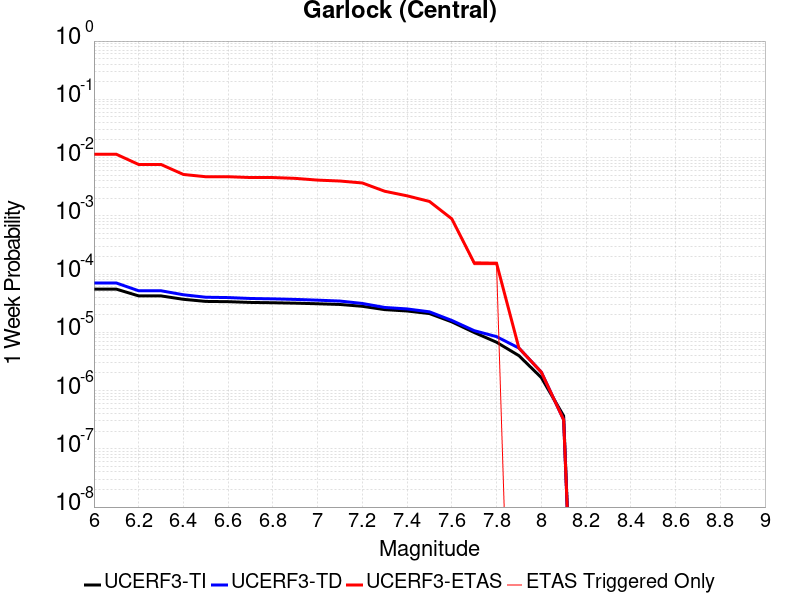 Garlock (Central)
10 0
10 -1
10 -2
10 -3
10 -4
10 -5
10 -6
10 -7
10 -8
1 Week Probability
6 6.2 6.4 6.6 6.8 7 7.2 7.4 7.6 7.8 8 8.2 8.4 8.6 8.8 9
Magnitude
UCERF3-TI UCERF3-TD UCERF3-ETAS ETAS Triggered Only